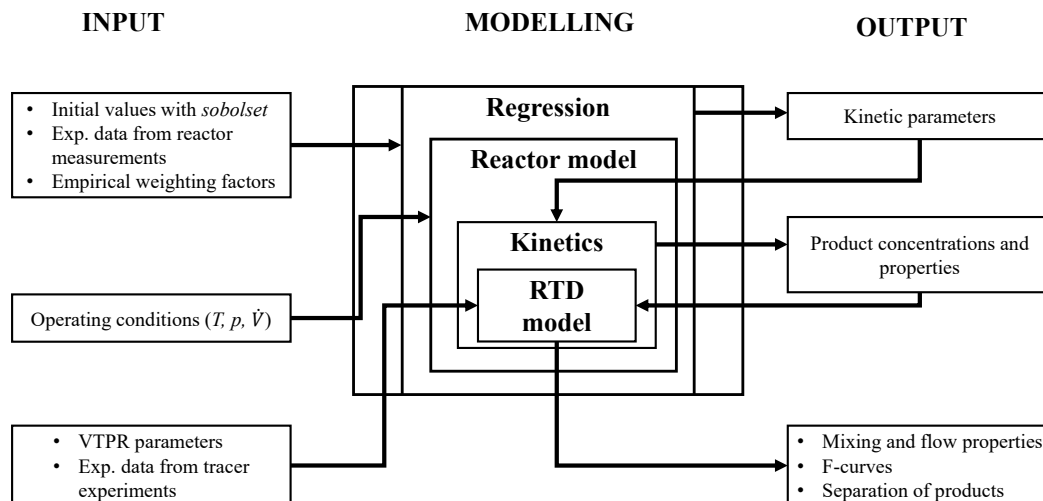 INPUT
MODELLING
OUTPUT
• Initial values with sobolset
• Exp. data from reactor
measurements
• Empirical weighting factors
Regression
Kinetic parameters
Reactor model
Kinetics
Product concentrations and
properties
RTD
model
Operating conditions (T, p, V̇)
• VTPR parameters
• Exp. data from tracer
experiments
• Mixing and flow properties
• F-curves
• Separation of products